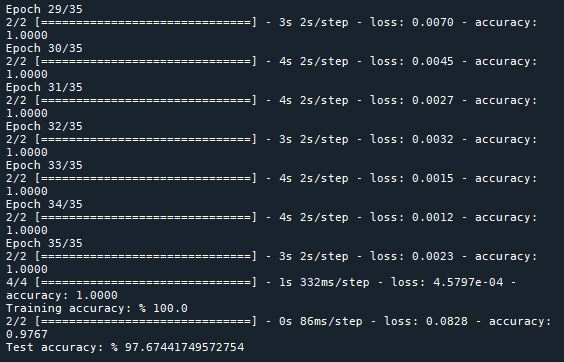 Epoch 29/35
2/2 [==============================] - 3s 2s/step - loss: 0.0070 - accuracy:
1.0000
Epoch 30/35
2/2 [==============================] - 4s 2s/step - loss: 0.0045 - accuracy:
1.0000
Epoch 31/35
2/2 [==============================] - 4s 2s/step - loss: 0.0027 - accuracy:
1.0000
Epoch 32/35
2/2 [==============================] - 3s 2s/step - loss: 0.0032 - accuracy:
1.0000
Epoch 33/35
2/2 [==============================] - 4s 2s/step - loss: 0.0015 - accuracy:
1.0000
Epoch 34/35
2/2 [==============================] - 4s 2s/step - loss: 0.0012 - accuracy:
1.0000
Epoch 35/35
2/2 [==============================] - 3s 2s/step - loss: 0.0023 - accuracy:
1.0000
4/4 [==============================] - 1s 332ms/step - loss: 4.5797e-04 -
accuracy: 1.0000
Training accuracy: % 100.0
2/2 [==============================] - 0s 86ms/step - loss: 0.0828 - accuracy:
0.9767
Test accuracy: % 97.67441749572754